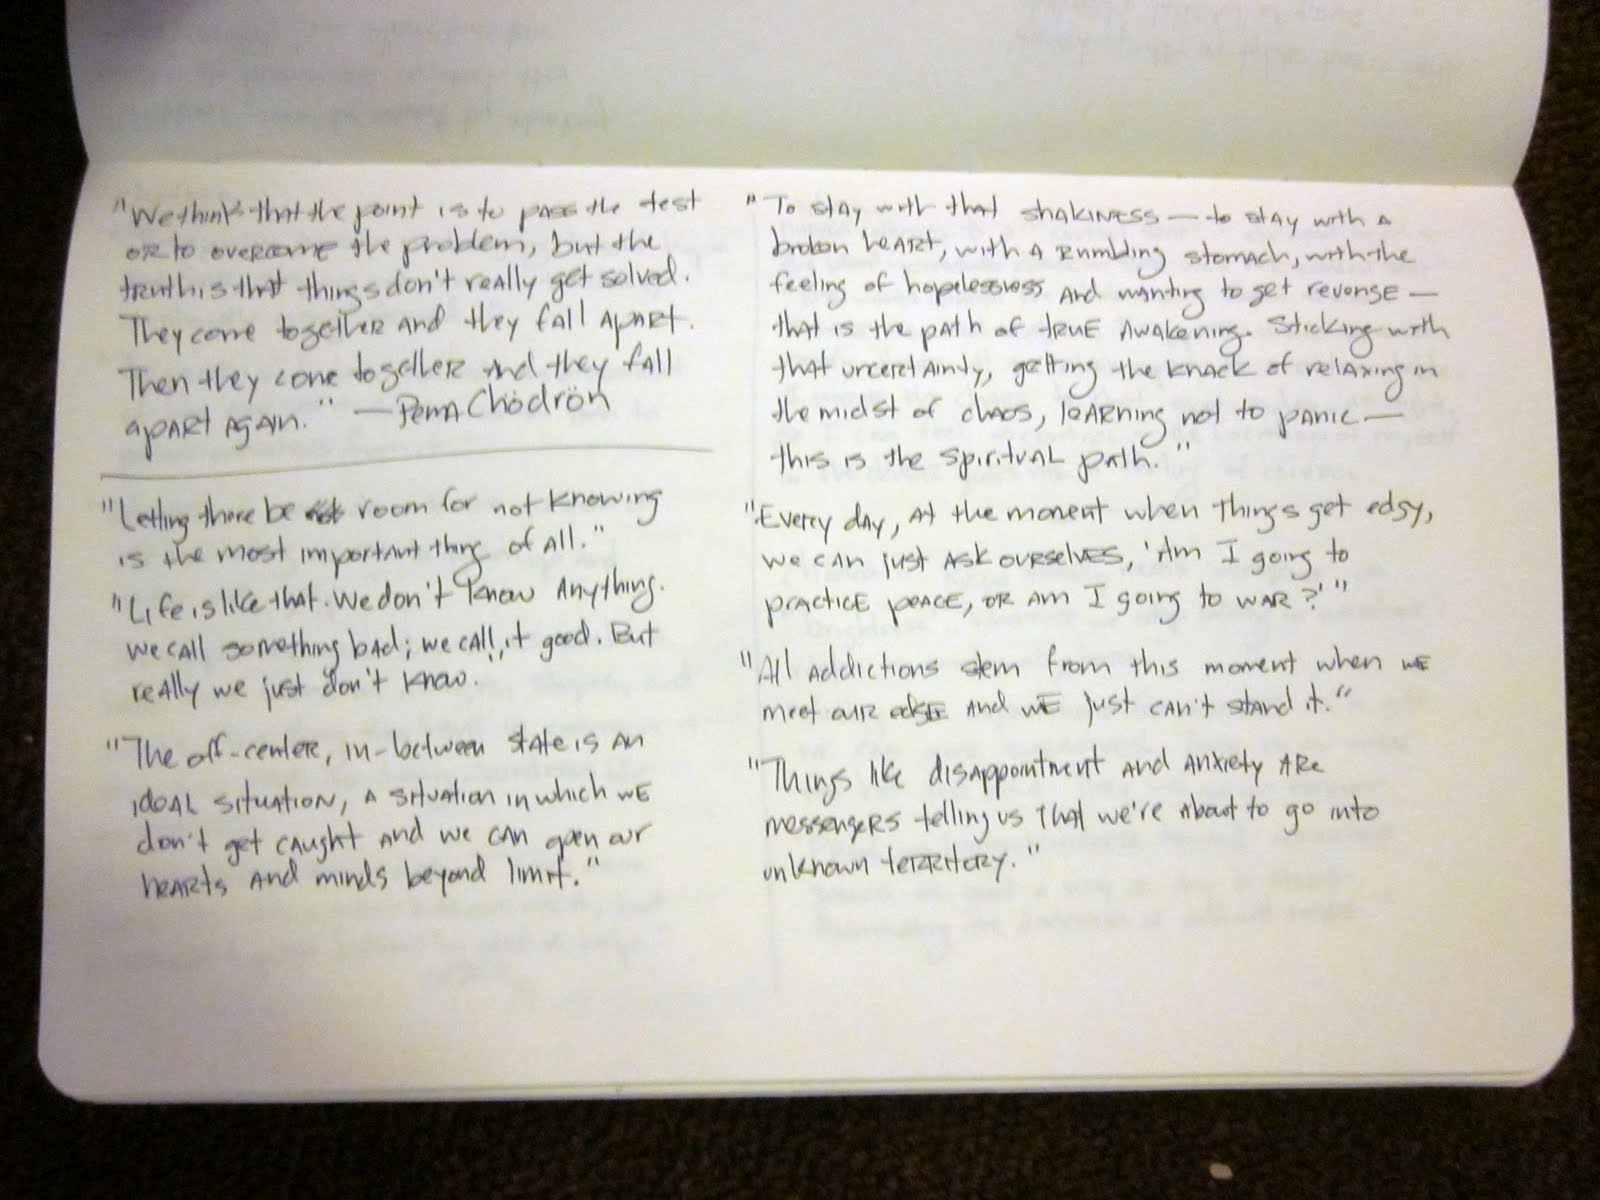 "We think that the point is to pass the test
or to overcome the problem, but the
truth is that things don't really get solved.
They come together and they fall apart.
Then they come together and they fall
apart again." — Pema Chödrön
"Letting there be room for not knowing
is the most important thing of all."
"Life is like that. We don't know anything.
we call something bad; we call it good. But
really we just don't know.
"The off-center, in-between state is an
ideal situation, a situation in which we
don't get caught and we can open our
hearts and minds beyond limit."
"To stay with that shakiness — to stay with a
broken heart, with a rumbling stomach, with the
feeling of hopelessness and wanting to get revenge —
that is the path of true awakening. Sticking with
that uncertainty, getting the knack of relaxing in
the midst of chaos, learning not to panic —
this is the spiritual path."
"Every day, at the moment when things get edgy,
we can just ask ourselves, 'Am I going to
practice peace, or am I going to war?'"
"All addictions stem from this moment when we
meet our edge and we just can't stand it."
"Things like disappointment and anxiety are
messengers telling us that we're about to go into
unknown territory."